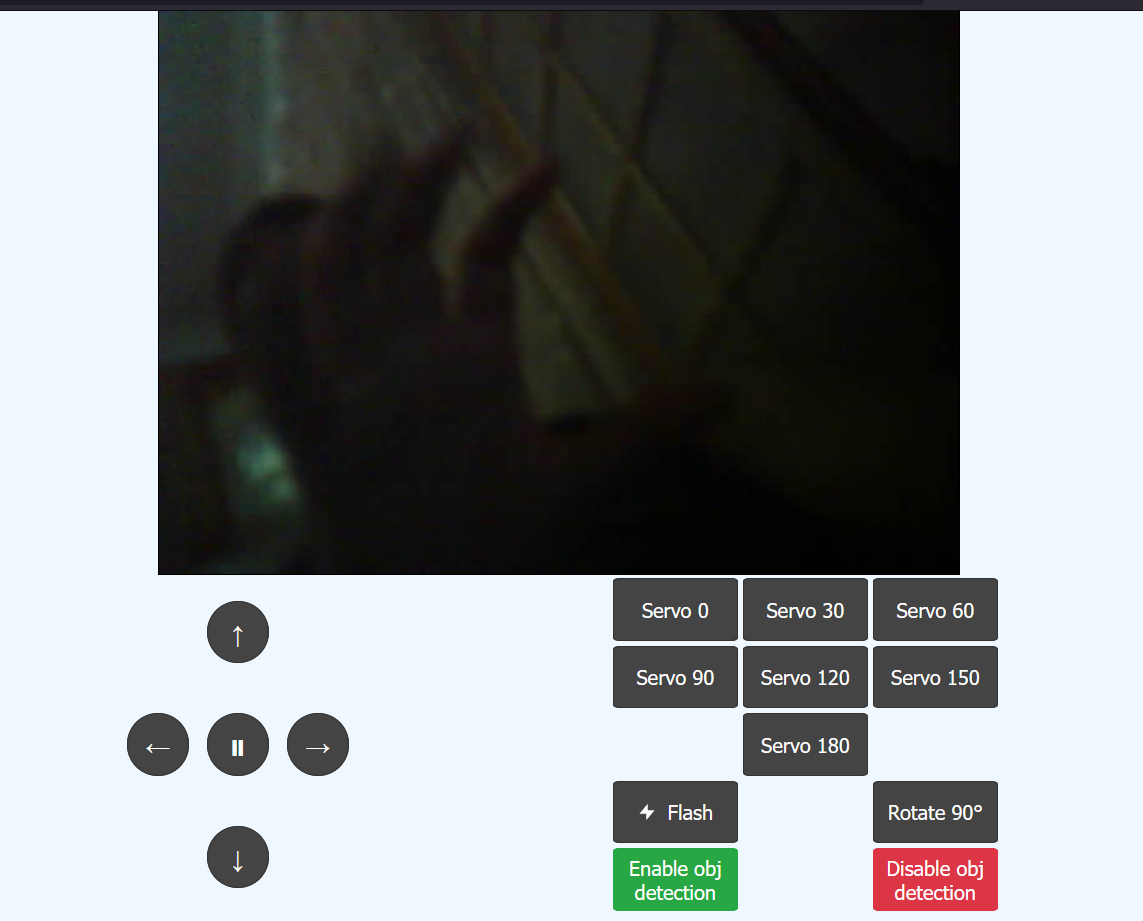 ↑
← ⏸ →
↓
Servo 0 Servo 30 Servo 60
Servo 90 Servo 120 Servo 150
Servo 180
Flash Rotate 90°
Enable obj
detection
Disable obj
detection